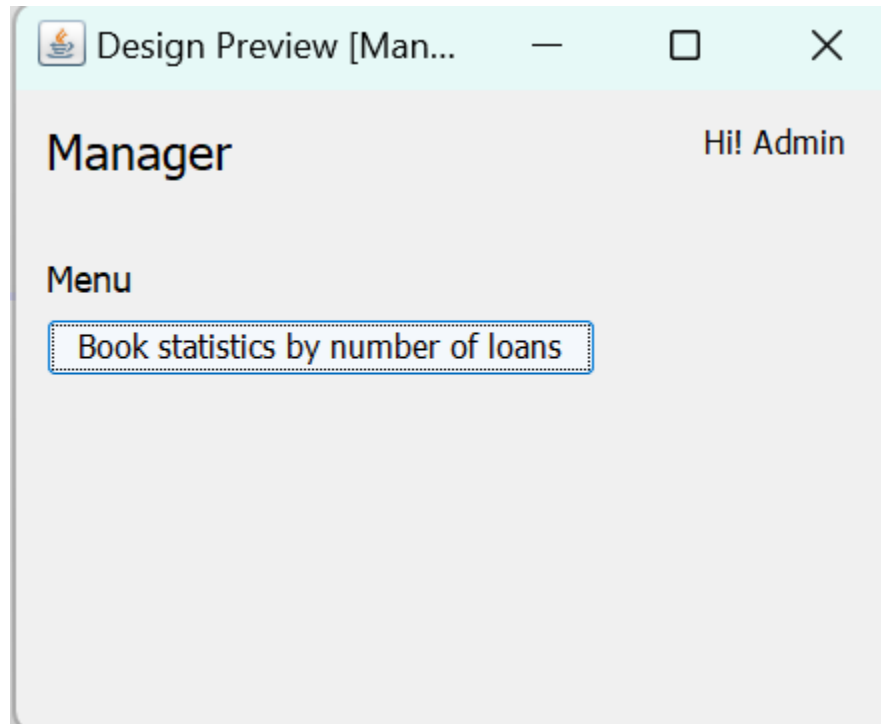 Design Preview [Man...
Manager
Hi! Admin
Menu
Book statistics by number of loans